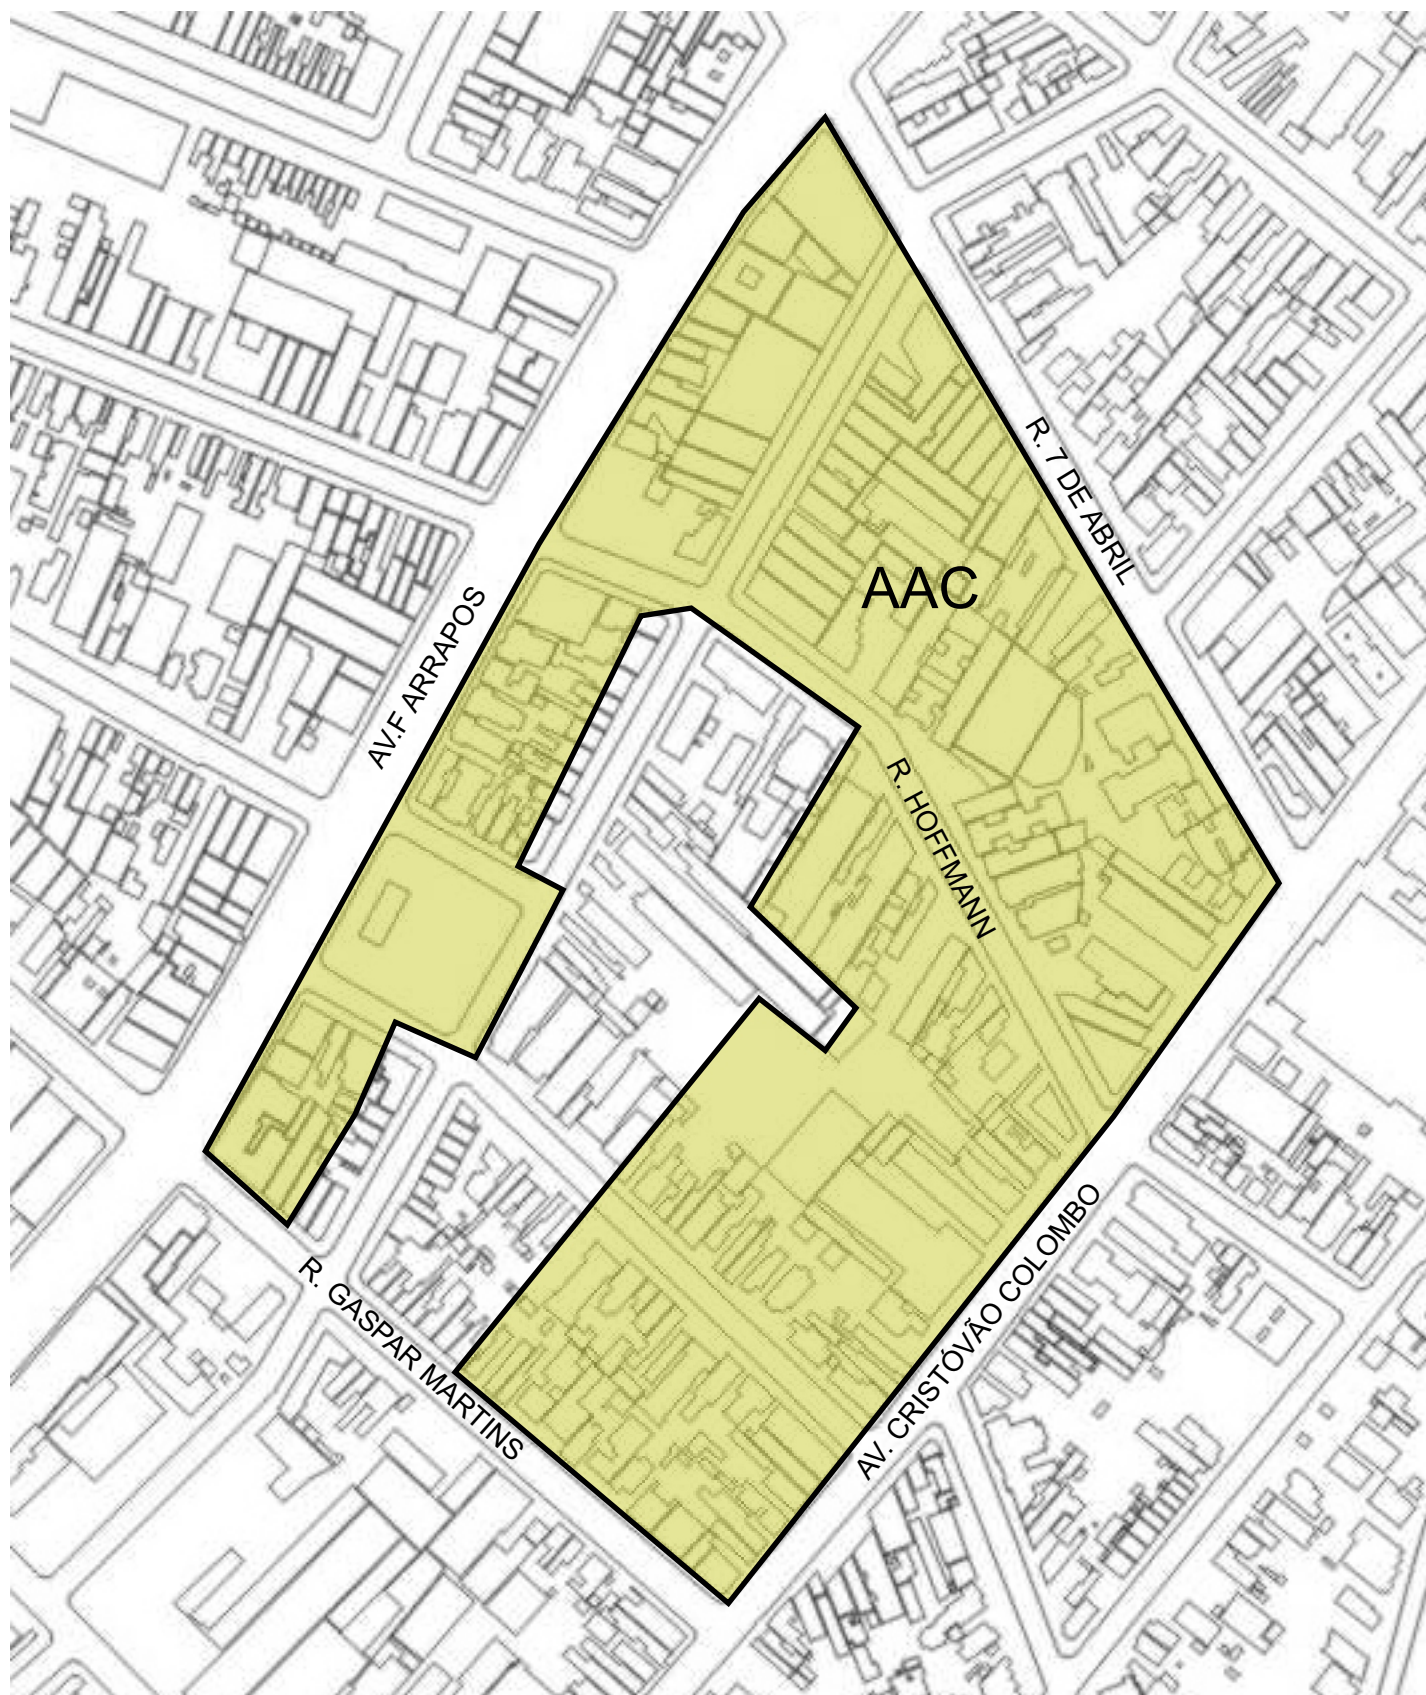 R. 7 DE ABRIL
AAC
AV.F ARRAPOS
R. HOFFMANN
AV. CRISTÓVÃO COLOMBO
R. GASPAR MARTINS